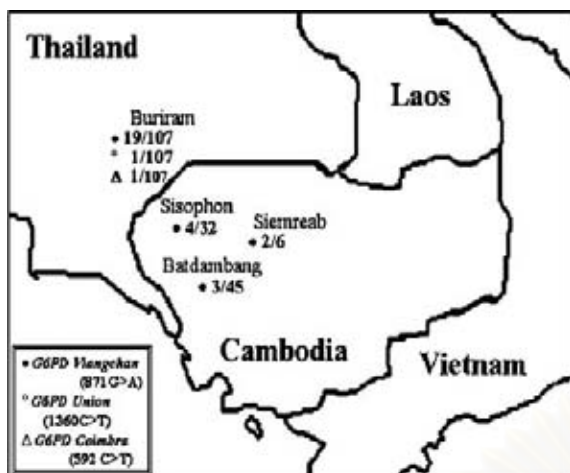 Thailand
Laos
Buriram
• 19/107
° 1/107
Δ 1/107
Sisophon
• 4/32
Siemreab
• 2/6
Batdambang
• 3/45
Cambodia
Vietnam
• G6PD Viangchan
(871G>A)
° G6PD Union
(1360C>T)
Δ G6PD Coimbra
(592 C>T)